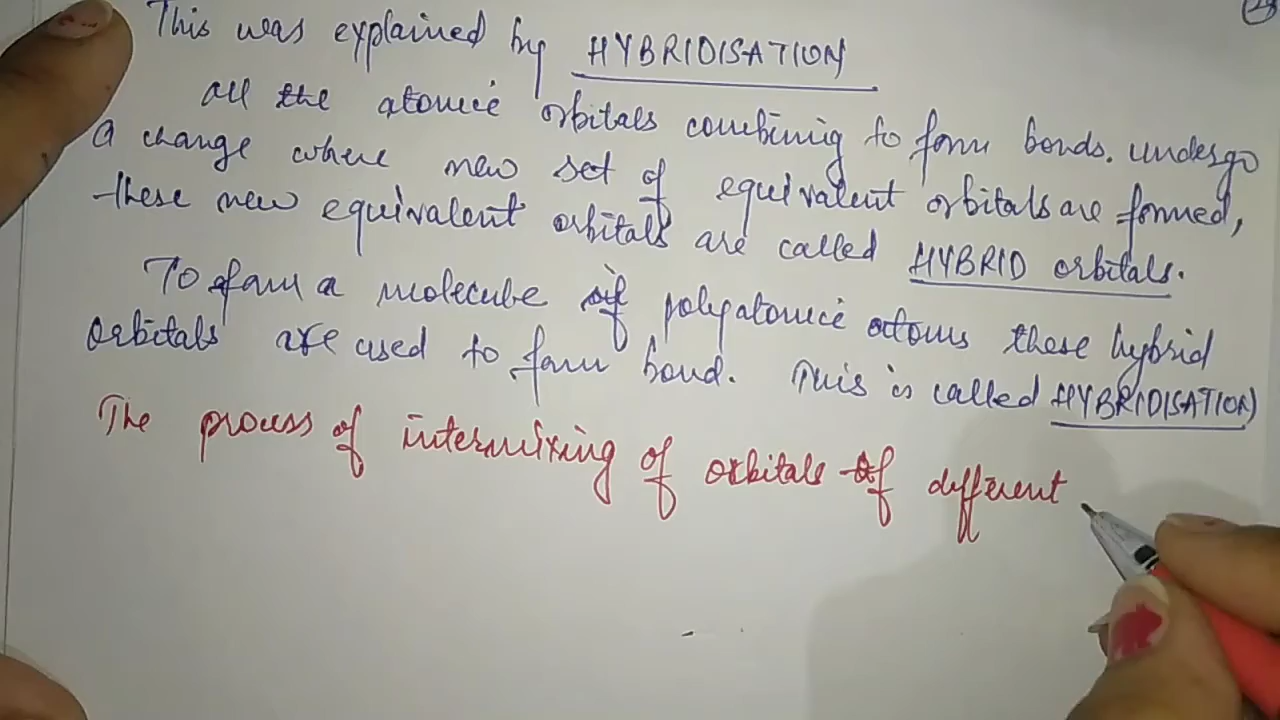 This was explained by HYBRIDISATION
all the atomic orbitals combining to form bonds. undergo
a change where new set of equivalent orbitals are formed,
these new equivalent orbitals are called HYBRID orbitals.
To form a molecule of polyatomic atoms these hybrid
orbitals are used to form bond. This is called HYBRIDISATION
The process of intermixing of orbitals of different